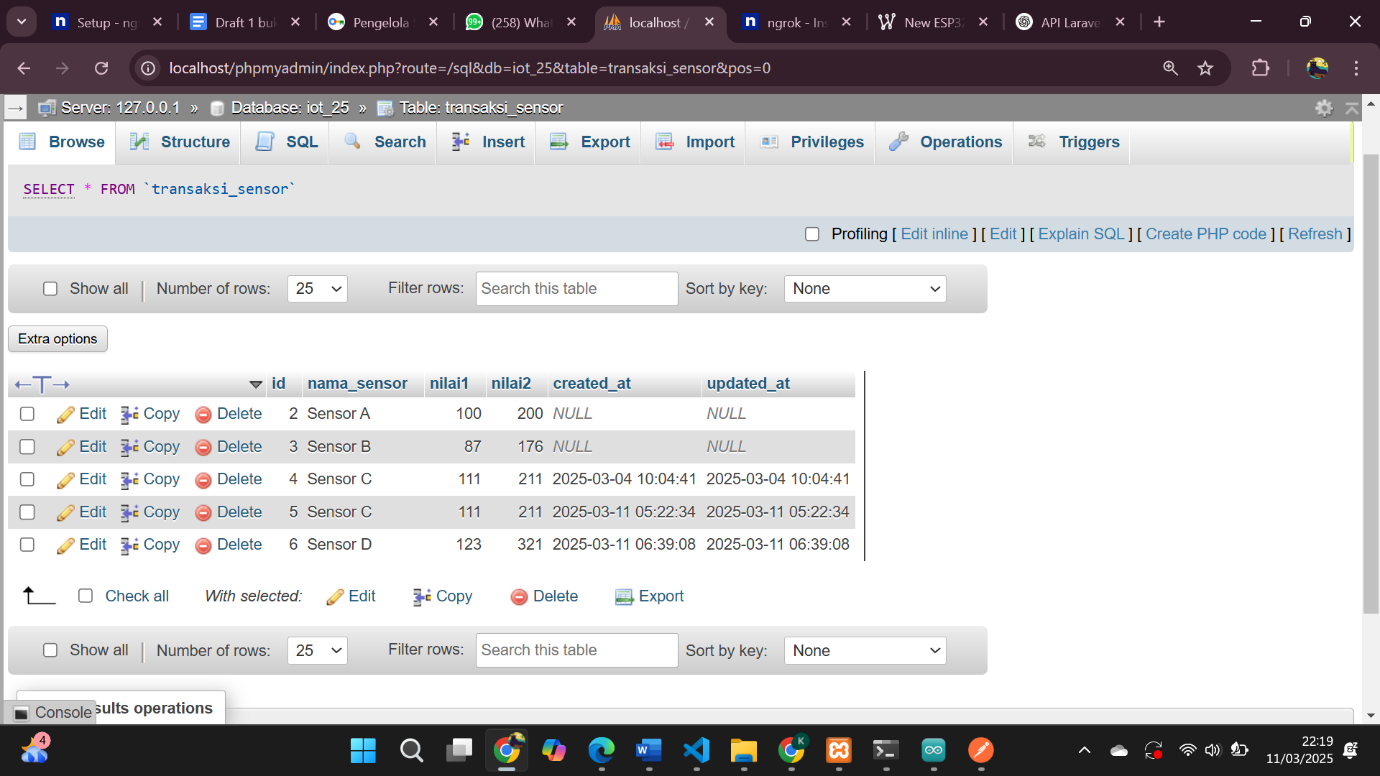 Setup - ng
Draft 1 bu
Pengelola
(258) Wha
localhost /
ngrok - Ins
New ESP3
API Larave
localhost/phpmyadmin/index.php?route=/sql&db=iot_25&table=transaksi_sensor&pos=0
Server: 127.0.0.1 » Database: iot_25 » Table: transaksi_sensor
Browse Structure SQL Search Insert Export Import Privileges Operations Triggers
SELECT * FROM `transaksi_sensor`
Profiling [ Edit inline ] [ Edit ] [ Explain SQL ] [ Create PHP code ] [ Refresh ]
Show all | Number of rows: 25 Filter rows: Search this table Sort by key: None
Extra options
id nama_sensor nilai1 nilai2 created_at updated_at
Edit Copy Delete 2 Sensor A 100 200 NULL NULL
Edit Copy Delete 3 Sensor B 87 176 NULL NULL
Edit Copy Delete 4 Sensor C 111 211 2025-03-04 10:04:41 2025-03-04 10:04:41
Edit Copy Delete 5 Sensor C 111 211 2025-03-11 05:22:34 2025-03-11 05:22:34
Edit Copy Delete 6 Sensor D 123 321 2025-03-11 06:39:08 2025-03-11 06:39:08
Check all With selected: Edit Copy Delete Export
Show all | Number of rows: 25 Filter rows: Search this table Sort by key: None
Console sults operations
4
K
22:19
11/03/2025